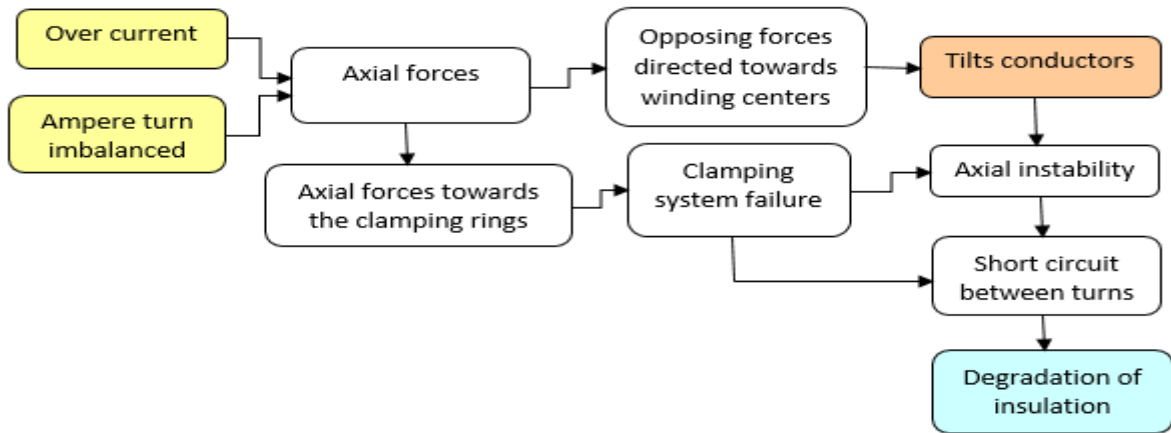 Over current
Ampere turn
imbalanced
Axial forces
Opposing forces
directed towards
winding centers
Tilts conductors
Axial forces towards
the clamping rings
Clamping
system failure
Axial instability
Short circuit
between turns
Degradation of
insulation